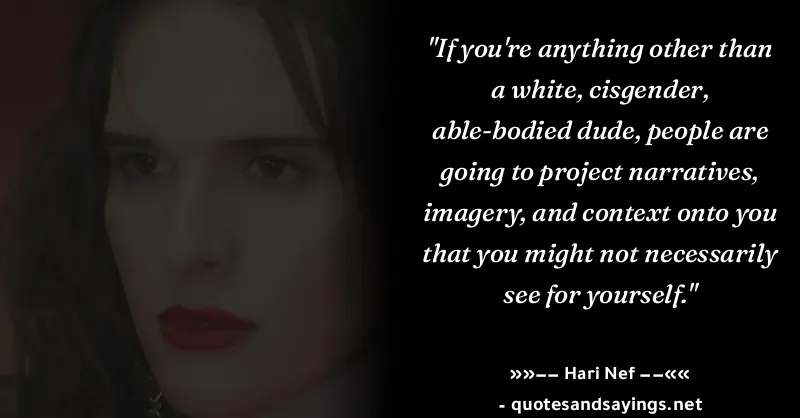 "If you're anything other than
a white, cisgender,
able-bodied dude, people are
going to project narratives,
imagery, and context onto you
that you might not necessarily
see for yourself."
»»−− Hari Nef −−««
- quotesandsayings.net